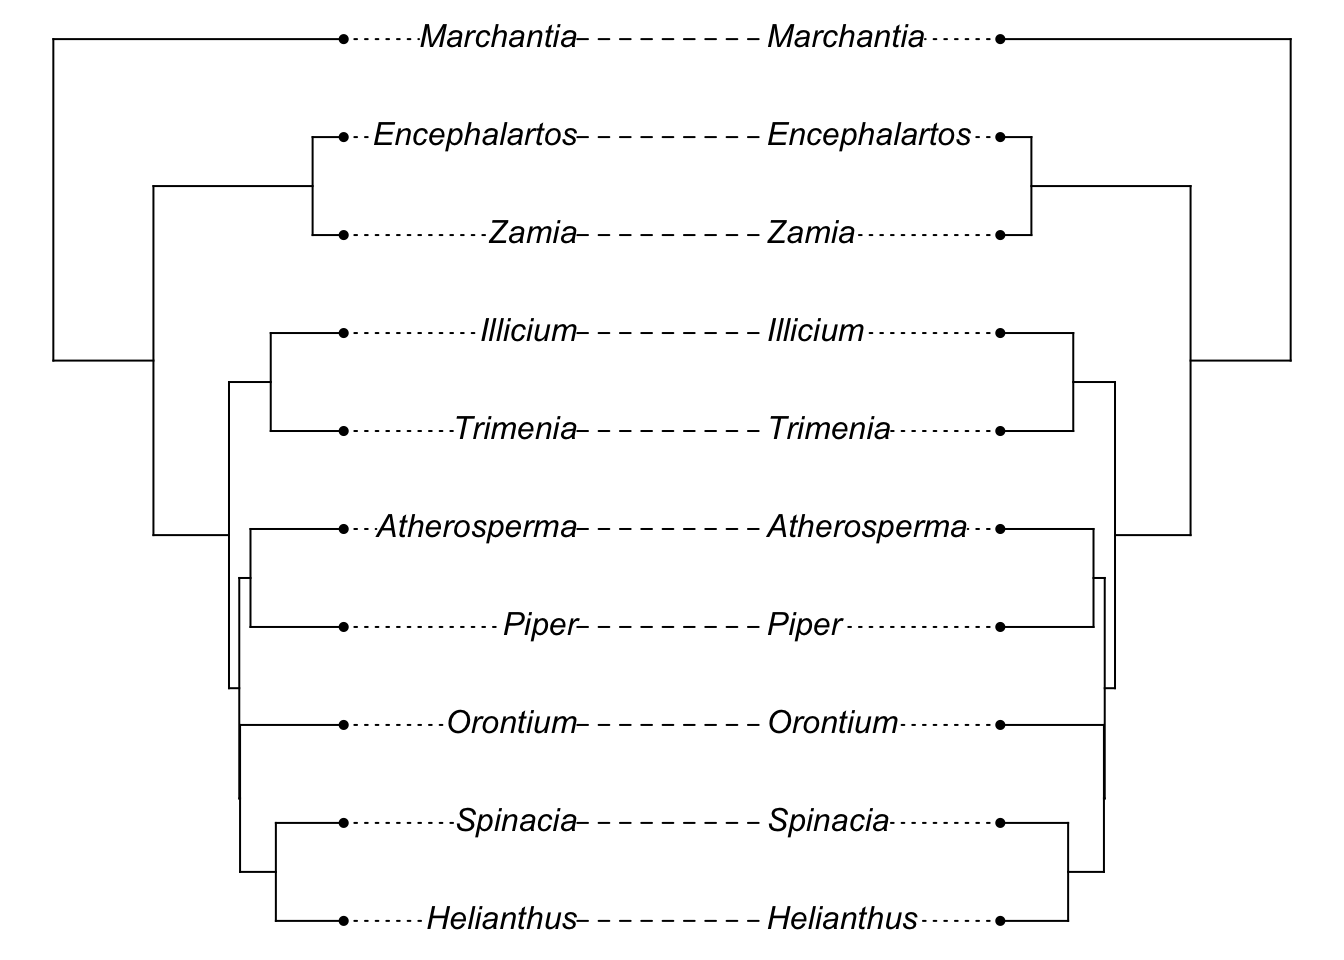 Marchantia Marchantia
Encephalartos Encephalartos
Zamia Zamia
Illicium Illicium
Trimenia Trimenia
Atherosperma Atherosperma
Piper Piper
Orontium Orontium
Spinacia Spinacia
Helianthus Helianthus